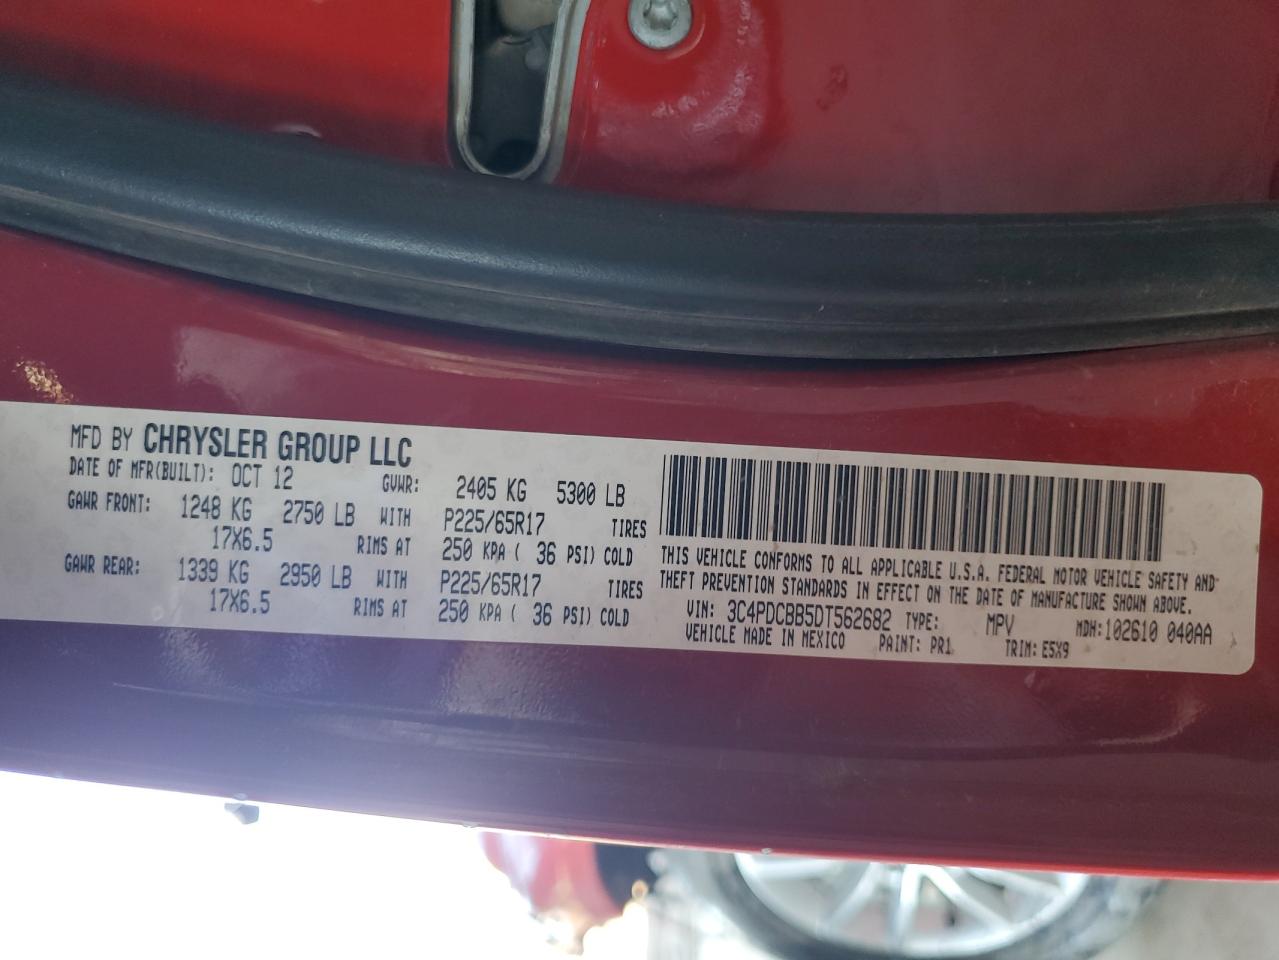 MFD BY CHRYSLER GROUP LLC
DATE OF MFR(BUILT): OCT 12 GVWR: 2405 KG 5300 LB
GAWR FRONT: 1248 KG 2750 LB WITH P225/65R17 TIRES
17X6.5 RIMS AT 250 KPA ( 36 PSI) COLD
GAWR REAR: 1339 KG 2950 LB WITH P225/65R17 TIRES
17X6.5 RIMS AT 250 KPA ( 36 PSI) COLD
THIS VEHICLE CONFORMS TO ALL APPLICABLE U.S.A. FEDERAL MOTOR VEHICLE SAFETY AND
THEFT PREVENTION STANDARDS IN EFFECT ON THE DATE OF MANUFACTURE SHOWN ABOVE.
VIN: 3C4PDCBB5DT562682 TYPE: MPV MDH: 102610 040AA
VEHICLE MADE IN MEXICO PAINT: PR1 TRIM: E5X9